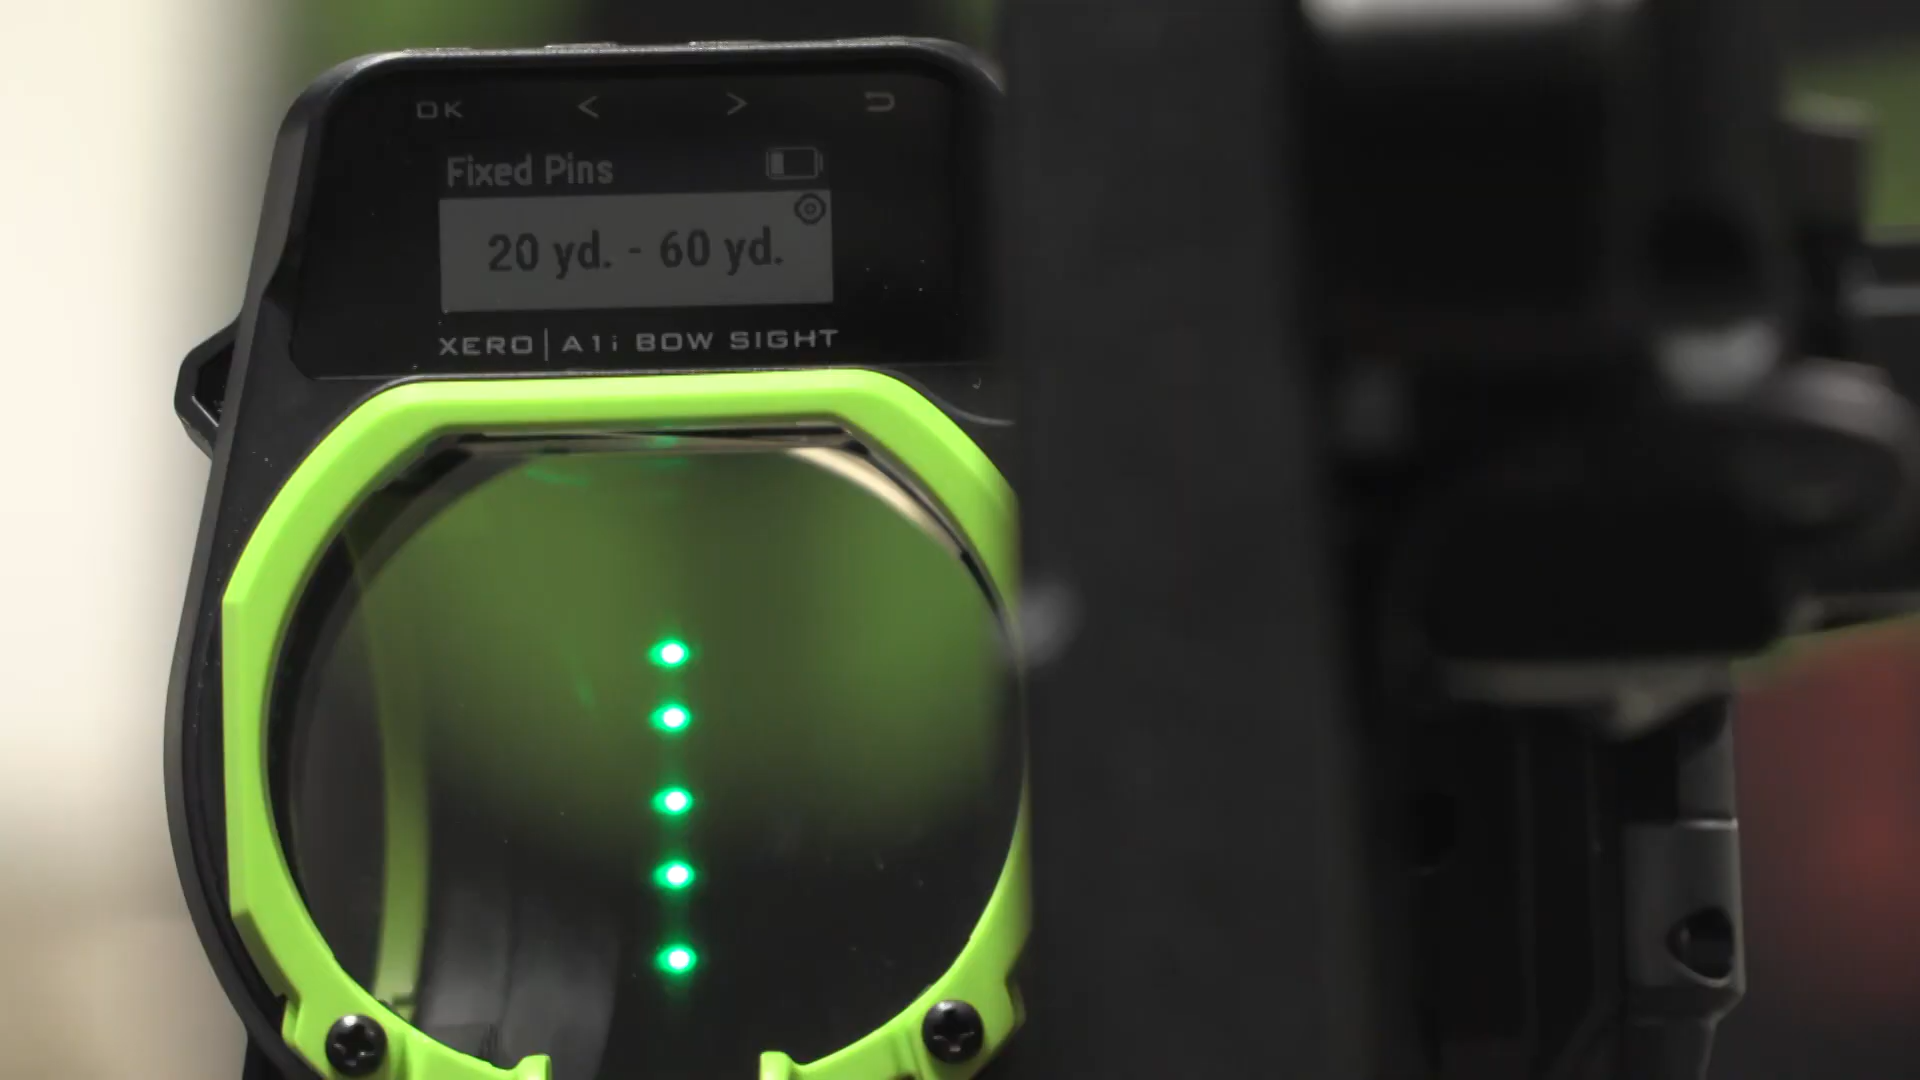 OK < >
Fixed Pins
20 yd. - 60 yd.
XERO | A1i BOW SIGHT